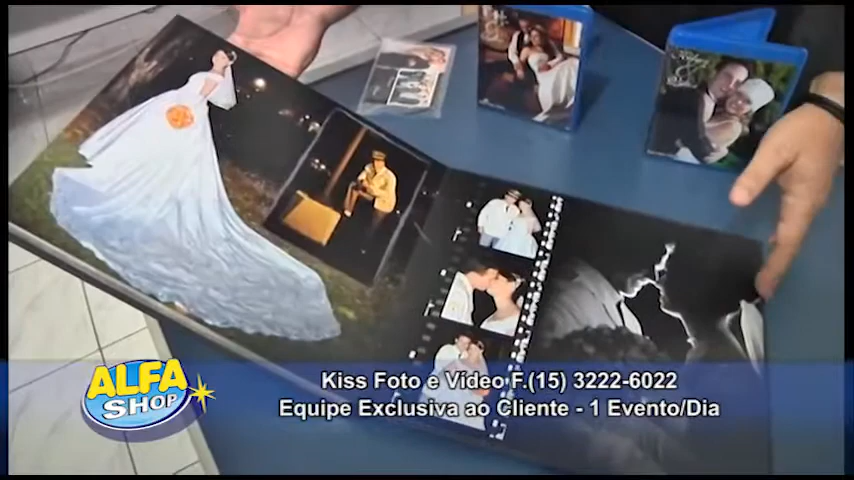 Kiss Foto e Vídeo F.(15) 3222-6022
Equipe Exclusiva ao Cliente - 1 Evento/Dia
ALFA
SHOP